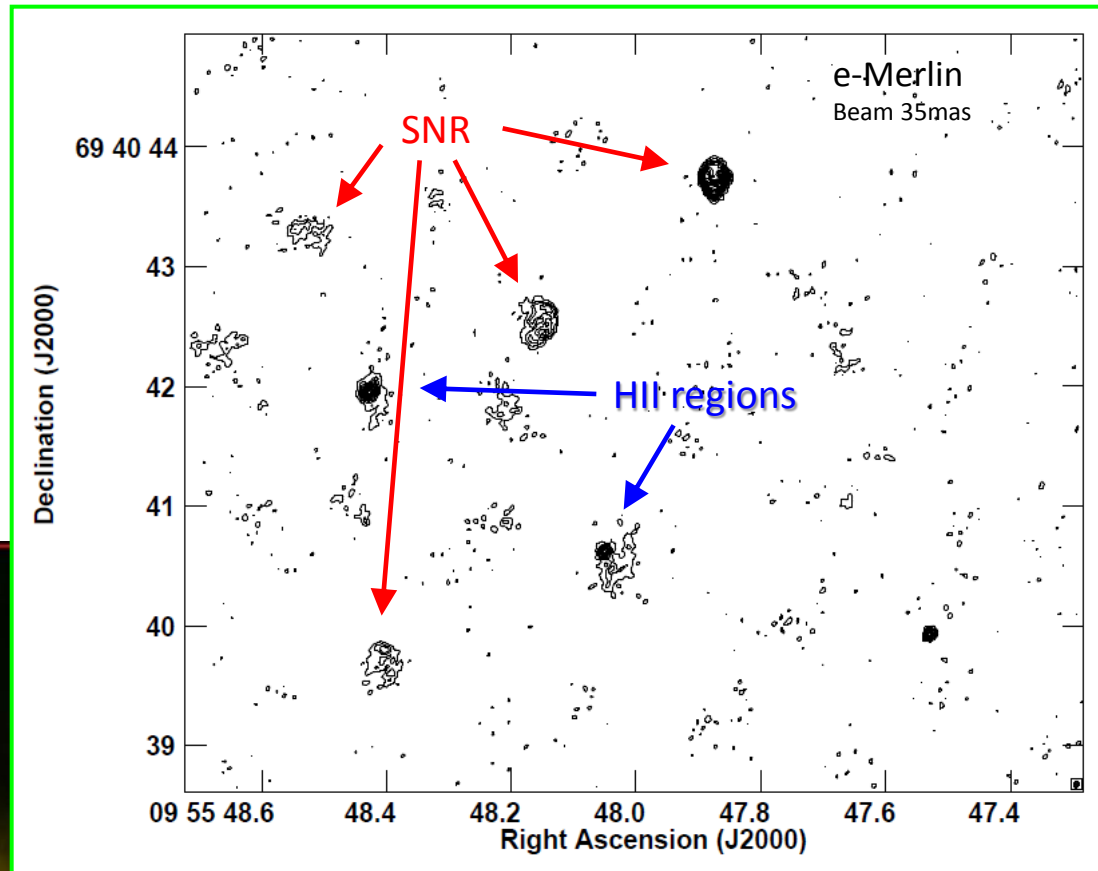 e-Merlin
Beam 35mas
SNR
HII regions
69 40 44
43
42
41
40
39
Declination (J2000)
09 55 48.6 48.4 48.2 48.0 47.8 47.6 47.4
Right Ascension (J2000)